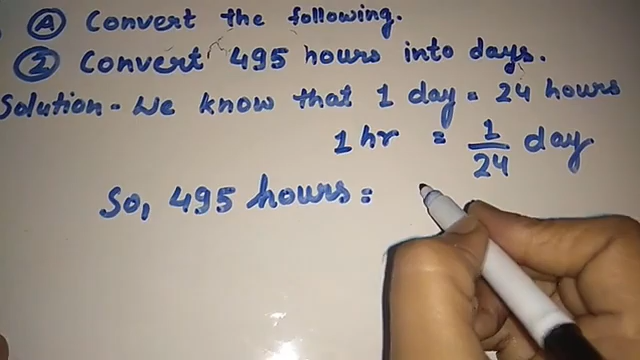 Ⓐ Convert the following.
② Convert 495 hours into days.
Solution - We know that 1 day = 24 hours
1 hr = 1/24 day
So, 495 hours =